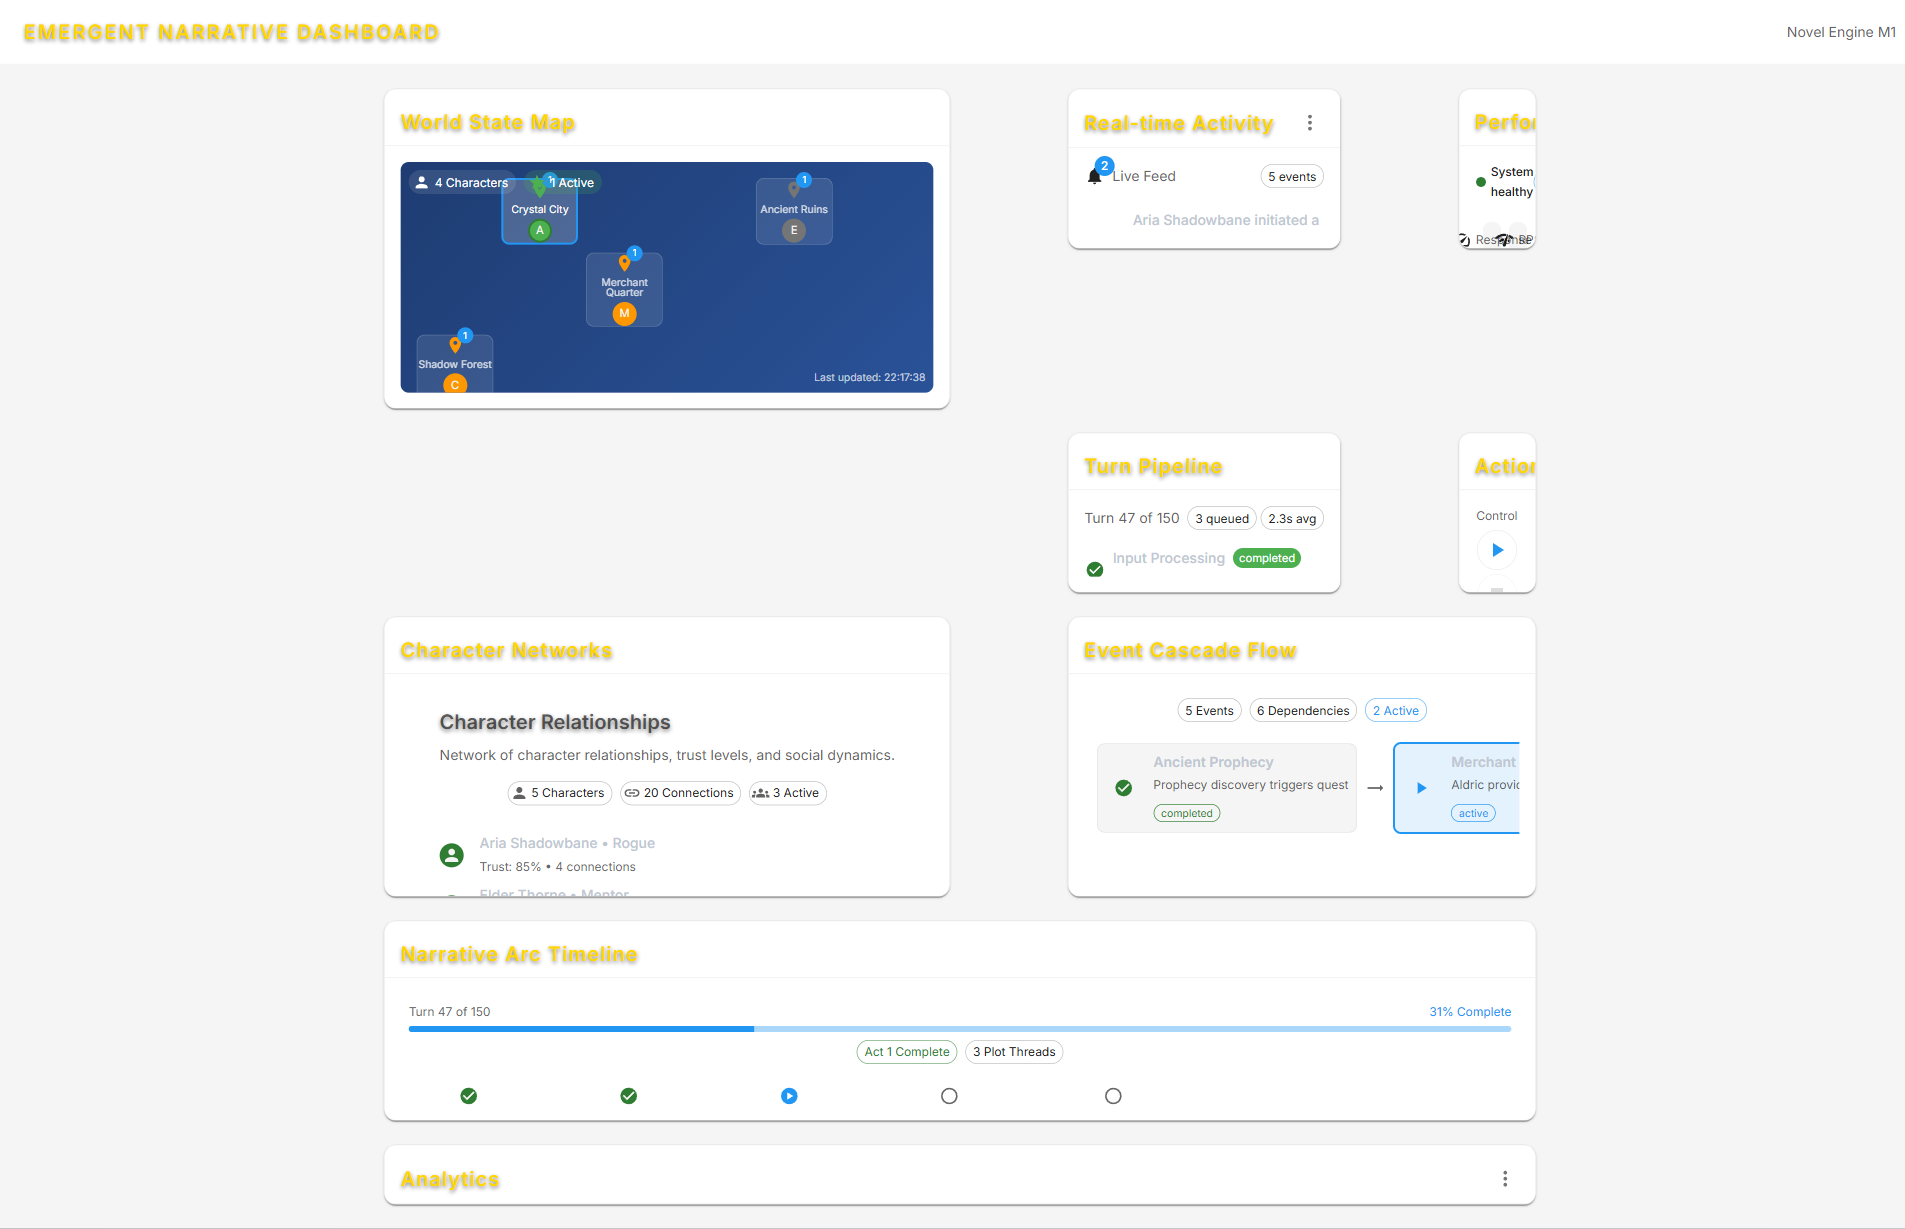 EMERGENT NARRATIVE DASHBOARD
Novel Engine M1
World State Map
4 Characters
1 Active
1
Crystal City
A
1
Ancient Ruins
E
1
Merchant
Quarter
M
1
Shadow Forest
C
Last updated: 22:17:38
Real-time Activity
2
Live Feed
5 events
Aria Shadowbane initiated a
Perfor
System
healthy
Response
RP
Turn Pipeline
Turn 47 of 150
3 queued
2.3s avg
Input Processing
completed
Action
Control
Character Networks
Character Relationships
Network of character relationships, trust levels, and social dynamics.
5 Characters
20 Connections
3 Active
Aria Shadowbane • Rogue
Trust: 85% • 4 connections
Elder Thorne • Mentor
Event Cascade Flow
5 Events
6 Dependencies
2 Active
Ancient Prophecy
Prophecy discovery triggers quest
completed
Merchant
Aldric provid
active
Narrative Arc Timeline
Turn 47 of 150
31% Complete
Act 1 Complete
3 Plot Threads
Analytics